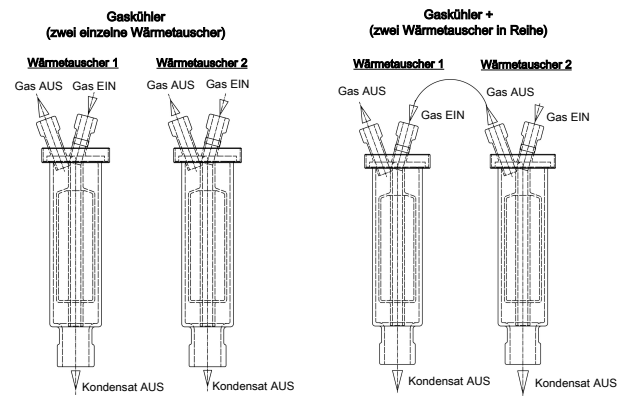 Gaskühler
(zwei einzelne Wärmetauscher)
Wärmetauscher 1
Wärmetauscher 2
Gas AUS
Gas EIN
Gas AUS
Gas EIN
Kondensat AUS
Kondensat AUS
Gaskühler +
(zwei Wärmetauscher in Reihe)
Wärmetauscher 1
Wärmetauscher 2
Gas AUS
Gas EIN
Gas AUS
Gas EIN
Kondensat AUS
Kondensat AUS